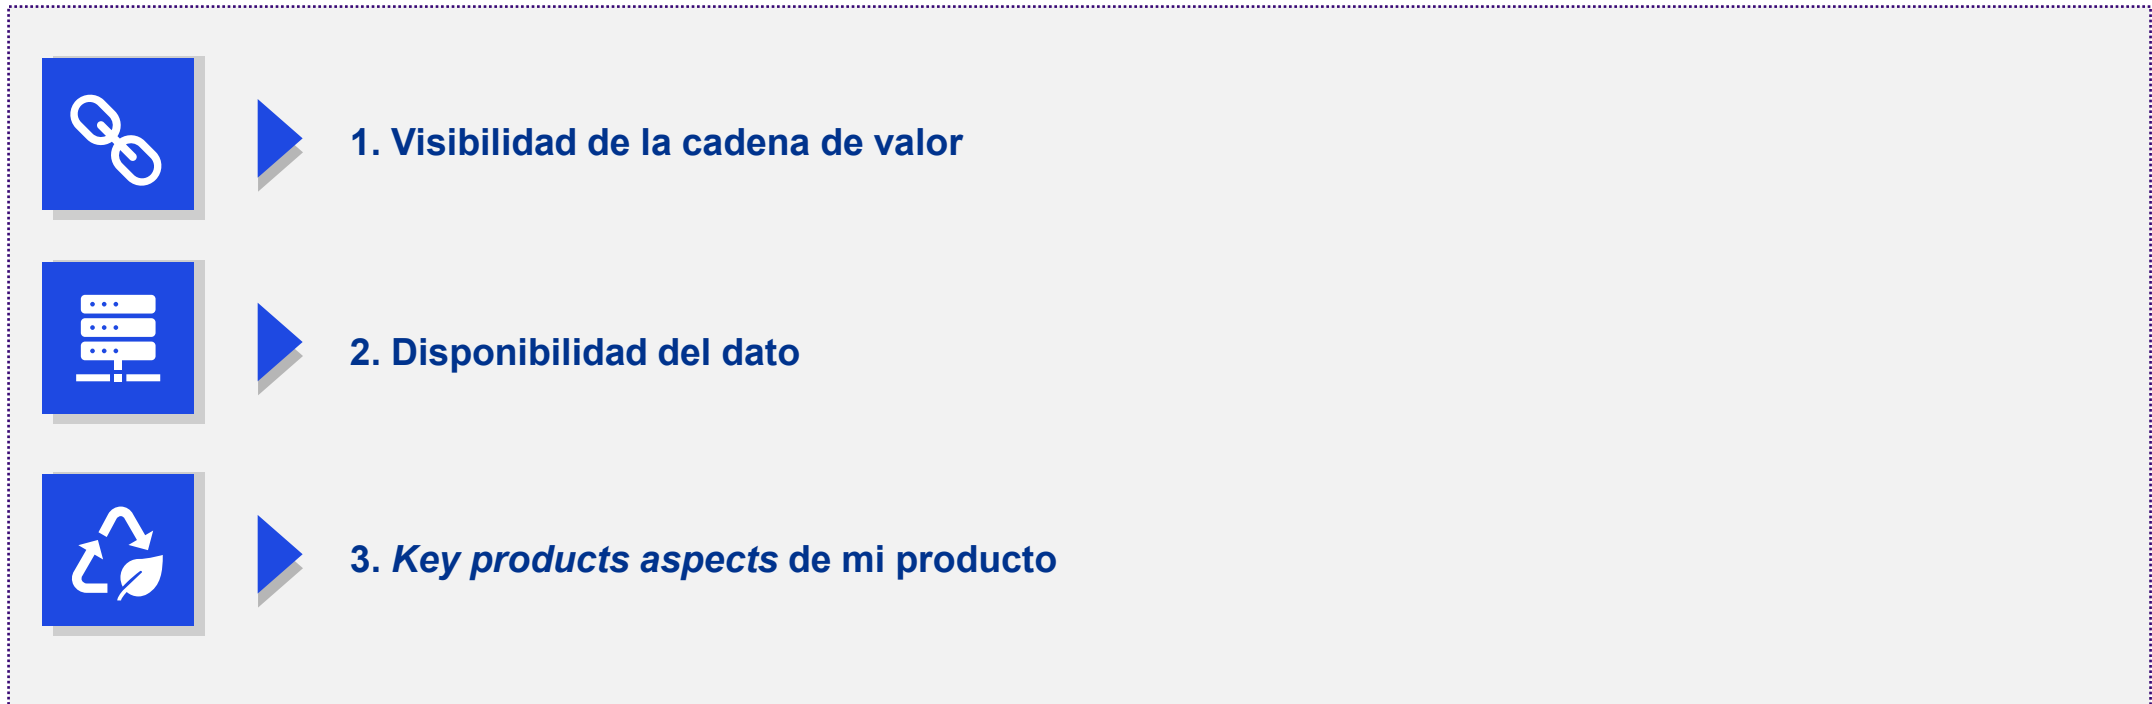 1. Visibilidad de la cadena de valor
2. Disponibilidad del dato
3. Key products aspects de mi producto